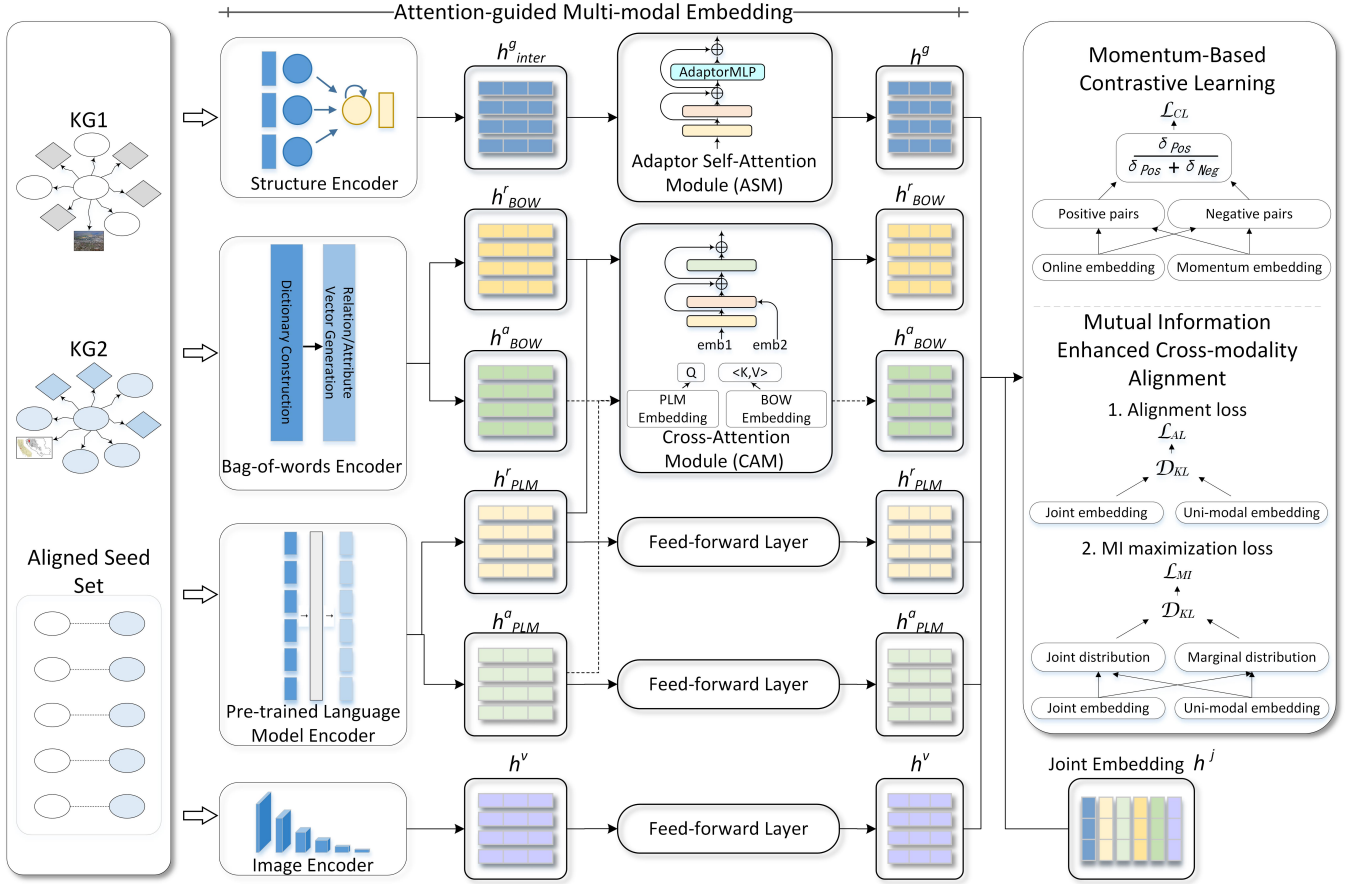 Attention-guided Multi-modal Embedding
KG1
KG2
Aligned Seed
Set
Structure Encoder
Dictionary Construction
Relation/Attribute
Vector Generation
Bag-of-words Encoder
Pre-trained Language
Model Encoder
Image Encoder
h^g_inter
h^r_BOW
h^a_BOW
h^r_PLM
h^a_PLM
h^v
AdaptorMLP
Adaptor Self-Attention
Module (ASM)
emb1
emb2
Q
<K,V>
PLM
Embedding
BOW
Embedding
Cross-Attention
Module (CAM)
Feed-forward Layer
Feed-forward Layer
Feed-forward Layer
h^g
h^r_BOW
h^a_BOW
h^r_PLM
h^a_PLM
h^v
Momentum-Based
Contrastive Learning
ℒ_CL
δ_Pos
δ_Pos + δ_Neg
Positive pairs
Negative pairs
Online embedding
Momentum embedding
Mutual Information
Enhanced Cross-modality
Alignment
1. Alignment loss
ℒ_AL
𝒟_KL
Joint embedding
Uni-modal embedding
2. MI maximization loss
ℒ_MI
𝒟_KL
Joint distribution
Marginal distribution
Joint embedding
Uni-modal embedding
Joint Embedding h^j